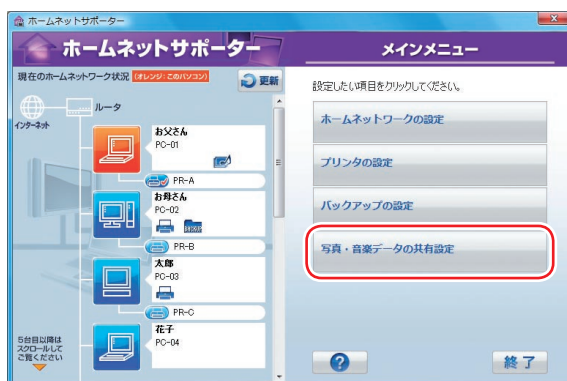 ホームネットサポーター
ホームネットサポーター
メインメニュー
現在のホームネットワーク状況 (オレンジ:このパソコン)
更新
インターネット
ルータ
お父さん
PC-01
PR-A
お母さん
PC-02
PR-B
太郎
PC-03
PR-C
花子
PC-04
5台目以降は
スクロールして
ご覧ください
設定したい項目をクリックしてください。
ホームネットワークの設定
プリンタの設定
バックアップの設定
写真・音楽データの共有設定
?
終了